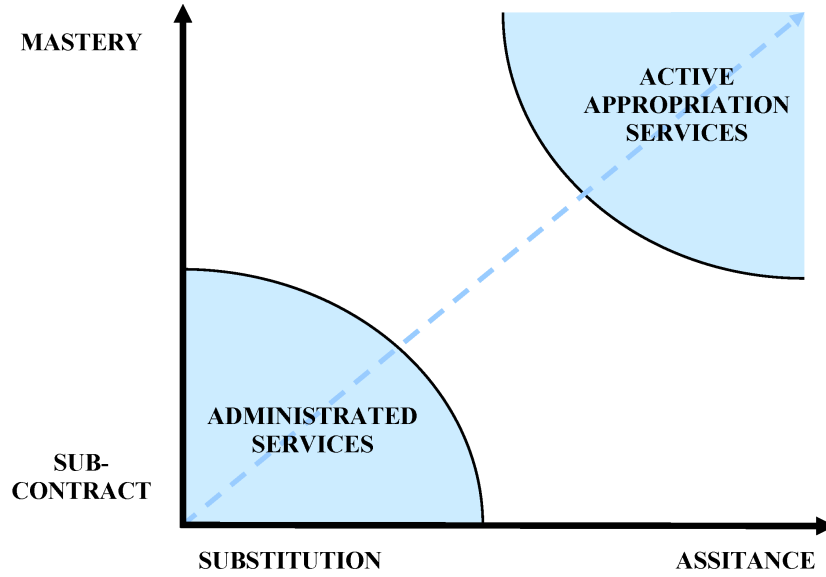 MASTERY
ACTIVE
APPROPRIATION
SERVICES
ADMINISTRATED
SERVICES
SUB-
CONTRACT
SUBSTITUTION
ASSITANCE